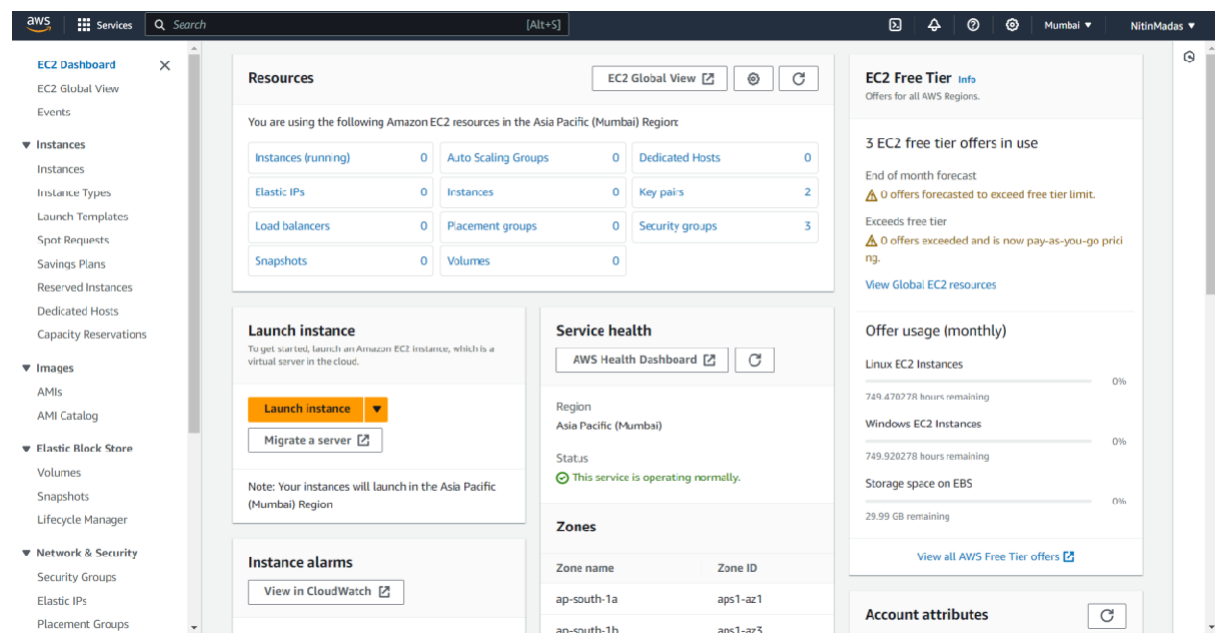 aws
Services
Search
[Alt+S]
Mumbai ▼
NitinMadas ▼
EC2 Dashboard
EC2 Global View
Events
▼ Instances
Instances
Instance Types
Launch Templates
Spot Requests
Savings Plans
Reserved Instances
Dedicated Hosts
Capacity Reservations
▼ Images
AMIs
AMI Catalog
▼ Elastic Block Store
Volumes
Snapshots
Lifecycle Manager
▼ Network & Security
Security Groups
Elastic IPs
Placement Groups
Resources
EC2 Global View
You are using the following Amazon EC2 resources in the Asia Pacific (Mumbai) Region:
Instances (running) 0
Auto Scaling Groups 0
Dedicated Hosts 0
Elastic IPs 0
Instances 0
Key pairs 2
Load balancers 0
Placement groups 0
Security groups 3
Snapshots 0
Volumes 0
Launch instance
To get started, launch an Amazon EC2 instance, which is a
virtual server in the cloud.
Launch instance ▼
Migrate a server
Note: Your instances will launch in the Asia Pacific
(Mumbai) Region
Instance alarms
View in CloudWatch
Service health
AWS Health Dashboard
Region
Asia Pacific (Mumbai)
Status
This service is operating normally.
Zones
Zone name Zone ID
ap-south-1a aps1-az1
ap-south-1b aps1-az3
EC2 Free Tier Info
Offers for all AWS Regions.
3 EC2 free tier offers in use
End of month forecast
0 offers forecasted to exceed free tier limit.
Exceeds free tier
0 offers exceeded and is now pay-as-you-go prici
ng.
View Global EC2 resources
Offer usage (monthly)
Linux EC2 Instances
0%
749.470278 hours remaining
Windows EC2 Instances
0%
749.920278 hours remaining
Storage space on EBS
0%
29.99 GB remaining
View all AWS Free Tier offers
Account attributes